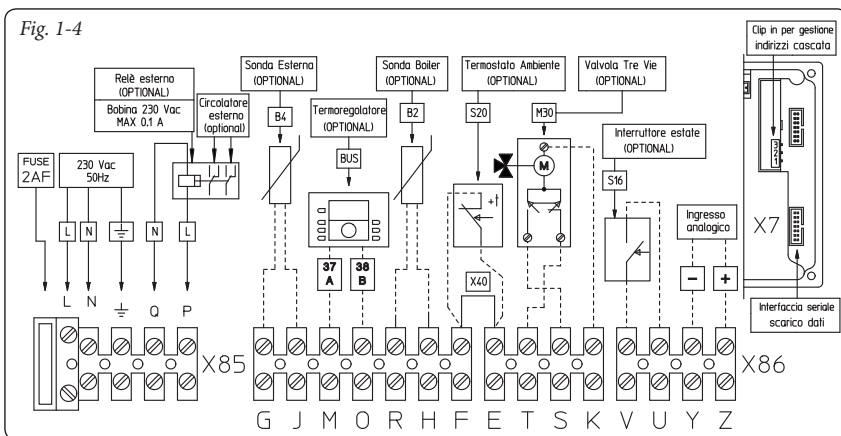 Fig. 1-4
Clip in per gestione
indirizzi cascata
Relè esterno
(OPTIONAL)
Bobina 230 Vac
MAX 0,1 A
Circolatore
esterno
(optional)
Sonda Esterna
(OPTIONAL)
B4
Termoregolatore
(OPTIONAL)
BUS
Sonda Boiler
(OPTIONAL)
B2
Termostato Ambiente
(OPTIONAL)
S20
Valvola Tre Vie
(OPTIONAL)
M30
Interruttore estate
(OPTIONAL)
S16
FUSE
2AF
230 Vac
50Hz
L
N
N
L
+t
M
3
2
1
X7
Ingresso
analogico
- +
37
A
38
B
X40
Interfaccia seriale
scarico dati
L N Q P
X85
X86
G J M O R H F E T S K V U Y Z